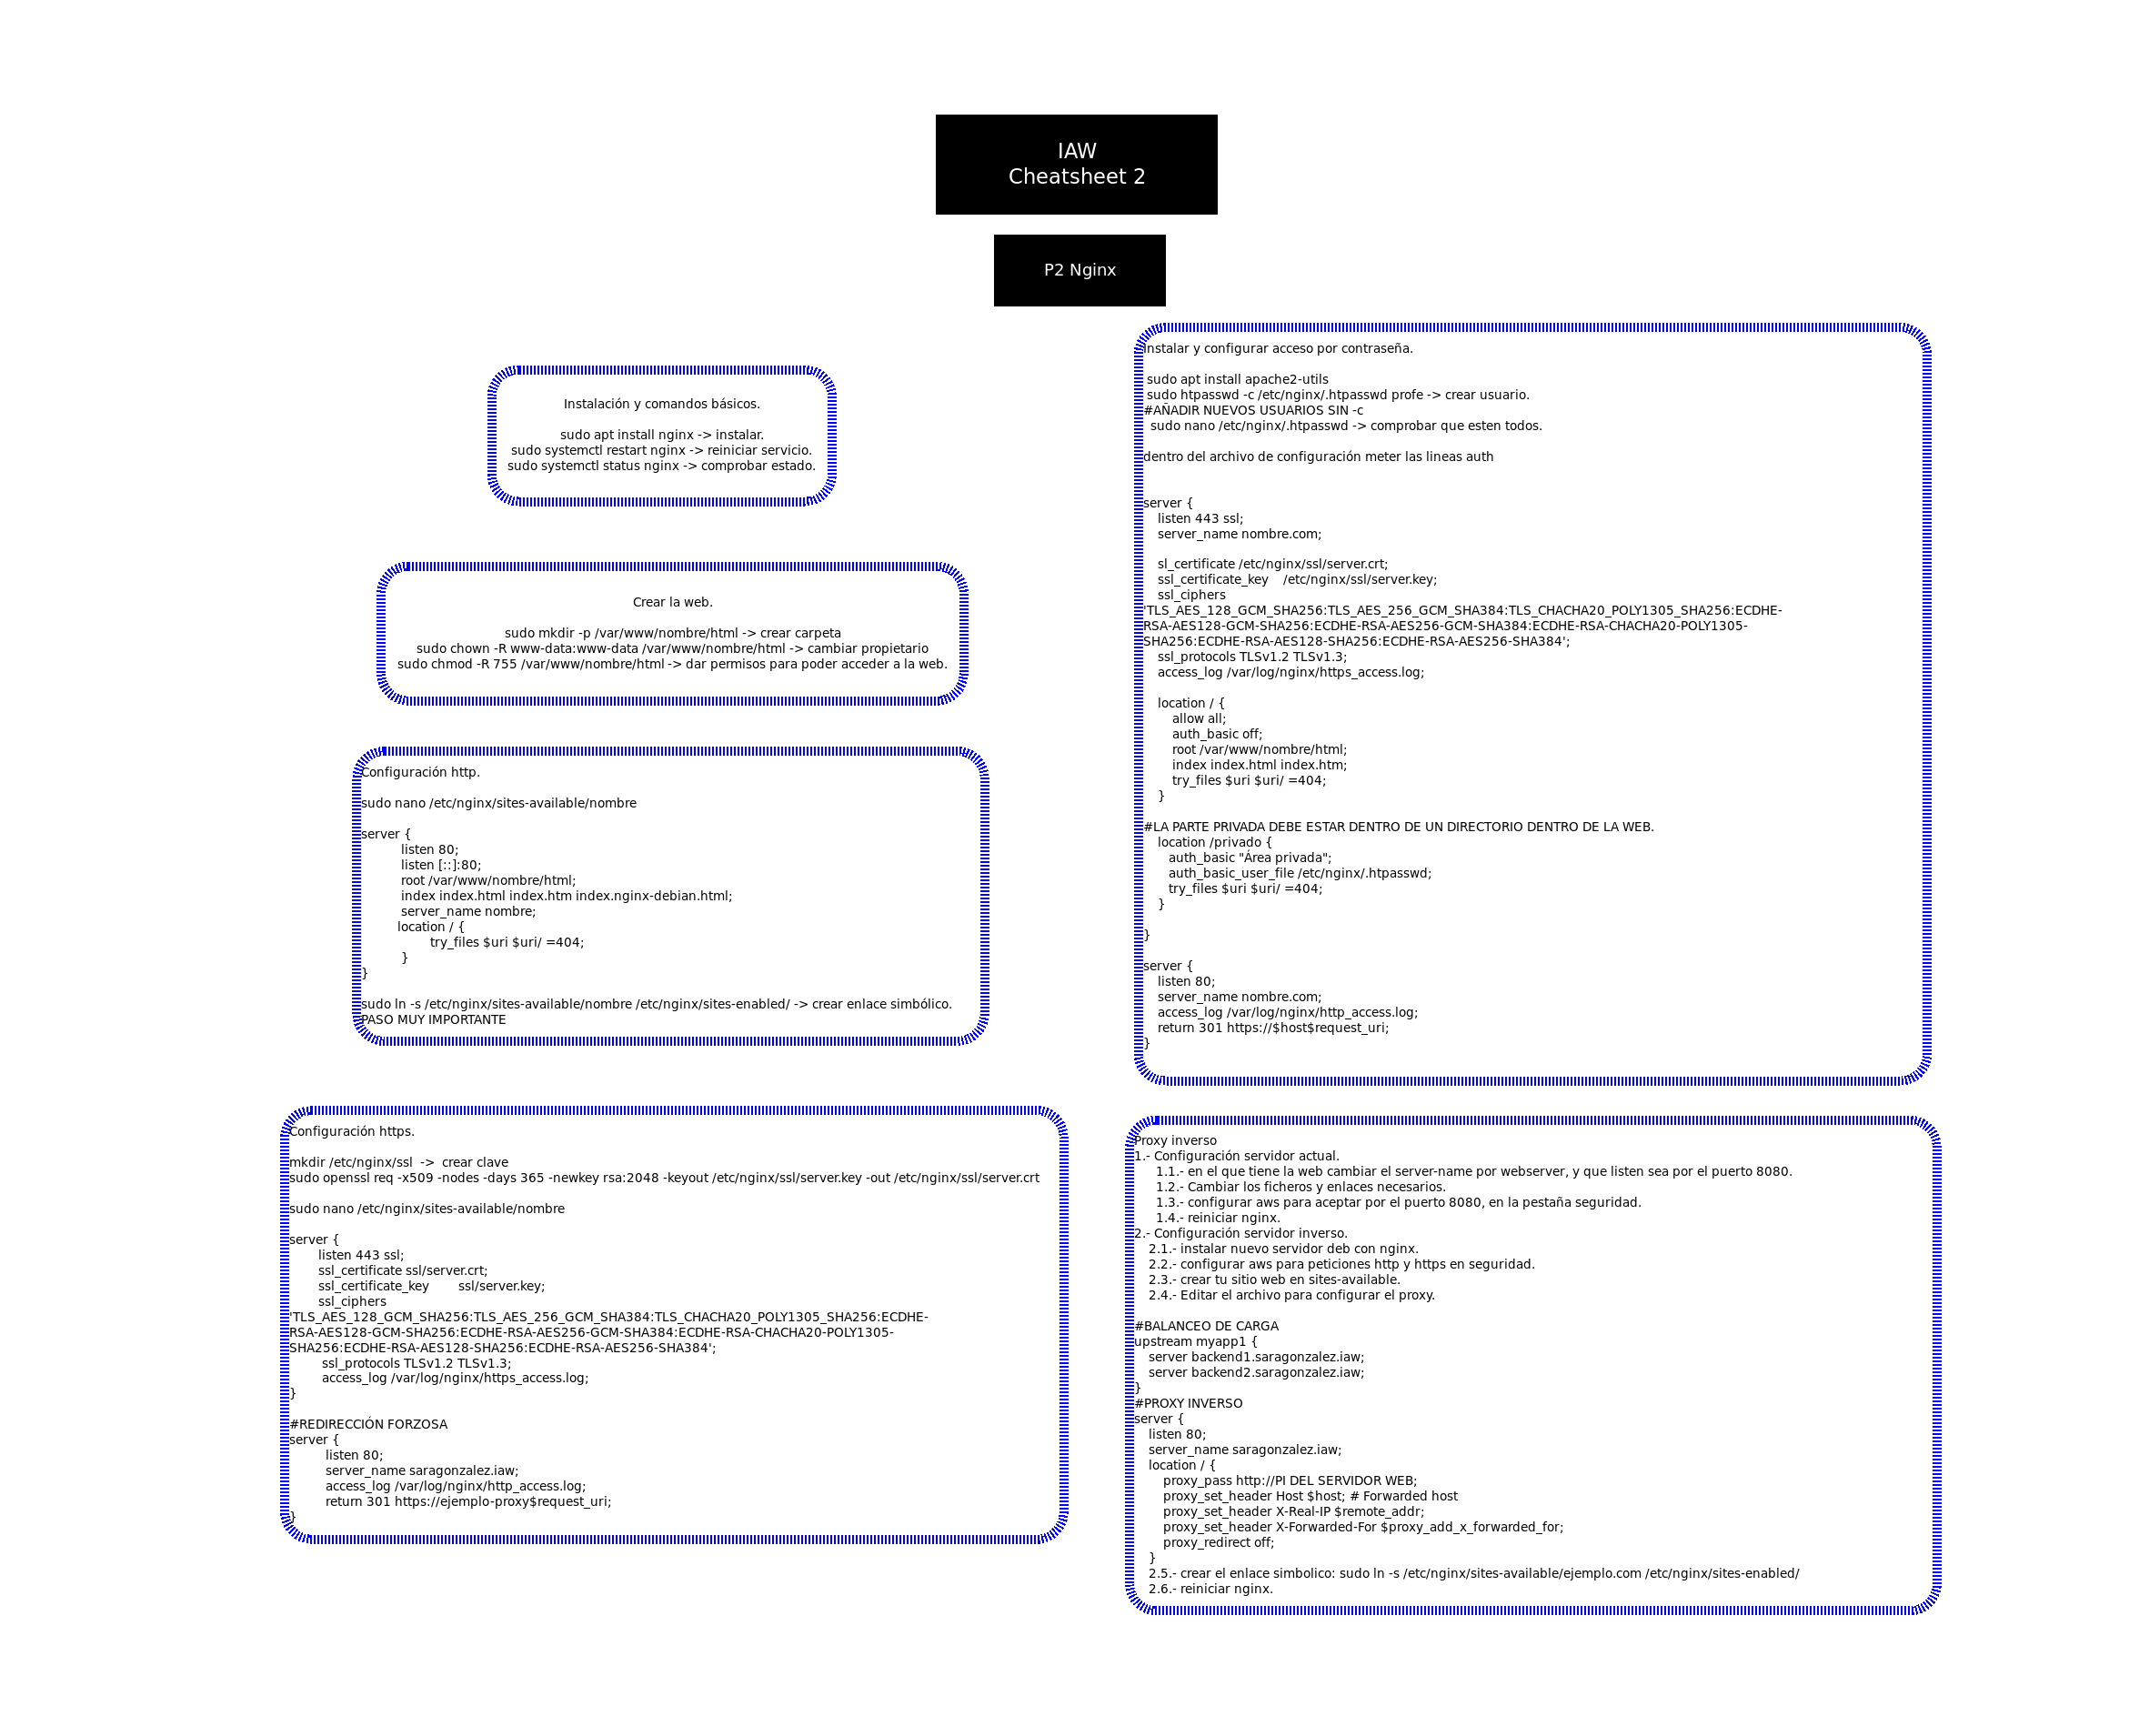 IAW
Cheatsheet 2
P2 Nginx
Instalación y comandos básicos.
sudo apt install nginx -> instalar.
sudo systemctl restart nginx -> reiniciar servicio.
sudo systemctl status nginx -> comprobar estado.
Crear la web.
sudo mkdir -p /var/www/nombre/html -> crear carpeta
sudo chown -R www-data:www-data /var/www/nombre/html -> cambiar propietario
sudo chmod -R 755 /var/www/nombre/html -> dar permisos para poder acceder a la web.
Configuración http.
sudo nano /etc/nginx/sites-available/nombre
server {
listen 80;
listen [::]:80;
root /var/www/nombre/html;
index index.html index.htm index.nginx-debian.html;
server_name nombre;
location / {
try_files $uri $uri/ =404;
}
}
sudo ln -s /etc/nginx/sites-available/nombre /etc/nginx/sites-enabled/ -> crear enlace simbólico.
PASO MUY IMPORTANTE
Configuración https.
mkdir /etc/nginx/ssl  ->  crear clave
sudo openssl req -x509 -nodes -days 365 -newkey rsa:2048 -keyout /etc/nginx/ssl/server.key -out /etc/nginx/ssl/server.crt
sudo nano /etc/nginx/sites-available/nombre
server {
listen 443 ssl;
ssl_certificate ssl/server.crt;
ssl_certificate_key        ssl/server.key;
ssl_ciphers
'TLS_AES_128_GCM_SHA256:TLS_AES_256_GCM_SHA384:TLS_CHACHA20_POLY1305_SHA256:ECDHE-
RSA-AES128-GCM-SHA256:ECDHE-RSA-AES256-GCM-SHA384:ECDHE-RSA-CHACHA20-POLY1305-
SHA256:ECDHE-RSA-AES128-SHA256:ECDHE-RSA-AES256-SHA384';
ssl_protocols TLSv1.2 TLSv1.3;
access_log /var/log/nginx/https_access.log;
}
#REDIRECCIÓN FORZOSA
server {
listen 80;
server_name saragonzalez.iaw;
access_log /var/log/nginx/http_access.log;
return 301 https://ejemplo-proxy$request_uri;
}
Instalar y configurar acceso por contraseña.
sudo apt install apache2-utils
sudo htpasswd -c /etc/nginx/.htpasswd profe -> crear usuario.
#AÑADIR NUEVOS USUARIOS SIN -c
sudo nano /etc/nginx/.htpasswd -> comprobar que esten todos.
dentro del archivo de configuración meter las lineas auth
server {
listen 443 ssl;
server_name nombre.com;
sl_certificate /etc/nginx/ssl/server.crt;
ssl_certificate_key    /etc/nginx/ssl/server.key;
ssl_ciphers
'TLS_AES_128_GCM_SHA256:TLS_AES_256_GCM_SHA384:TLS_CHACHA20_POLY1305_SHA256:ECDHE-
RSA-AES128-GCM-SHA256:ECDHE-RSA-AES256-GCM-SHA384:ECDHE-RSA-CHACHA20-POLY1305-
SHA256:ECDHE-RSA-AES128-SHA256:ECDHE-RSA-AES256-SHA384';
ssl_protocols TLSv1.2 TLSv1.3;
access_log /var/log/nginx/https_access.log;
location / {
allow all;
auth_basic off;
root /var/www/nombre/html;
index index.html index.htm;
try_files $uri $uri/ =404;
}
#LA PARTE PRIVADA DEBE ESTAR DENTRO DE UN DIRECTORIO DENTRO DE LA WEB.
location /privado {
auth_basic "Área privada";
auth_basic_user_file /etc/nginx/.htpasswd;
try_files $uri $uri/ =404;
}
}
server {
listen 80;
server_name nombre.com;
access_log /var/log/nginx/http_access.log;
return 301 https://$host$request_uri;
}
Proxy inverso
1.- Configuración servidor actual.
1.1.- en el que tiene la web cambiar el server-name por webserver, y que listen sea por el puerto 8080.
1.2.- Cambiar los ficheros y enlaces necesarios.
1.3.- configurar aws para aceptar por el puerto 8080, en la pestaña seguridad.
1.4.- reiniciar nginx.
2.- Configuración servidor inverso.
2.1.- instalar nuevo servidor deb con nginx.
2.2.- configurar aws para peticiones http y https en seguridad.
2.3.- crear tu sitio web en sites-available.
2.4.- Editar el archivo para configurar el proxy.
#BALANCEO DE CARGA
upstream myapp1 {
server backend1.saragonzalez.iaw;
server backend2.saragonzalez.iaw;
}
#PROXY INVERSO
server {
listen 80;
server_name saragonzalez.iaw;
location / {
proxy_pass http://PI DEL SERVIDOR WEB;
proxy_set_header Host $host; # Forwarded host
proxy_set_header X-Real-IP $remote_addr;
proxy_set_header X-Forwarded-For $proxy_add_x_forwarded_for;
proxy_redirect off;
}
2.5.- crear el enlace simbolico: sudo ln -s /etc/nginx/sites-available/ejemplo.com /etc/nginx/sites-enabled/
2.6.- reiniciar nginx.